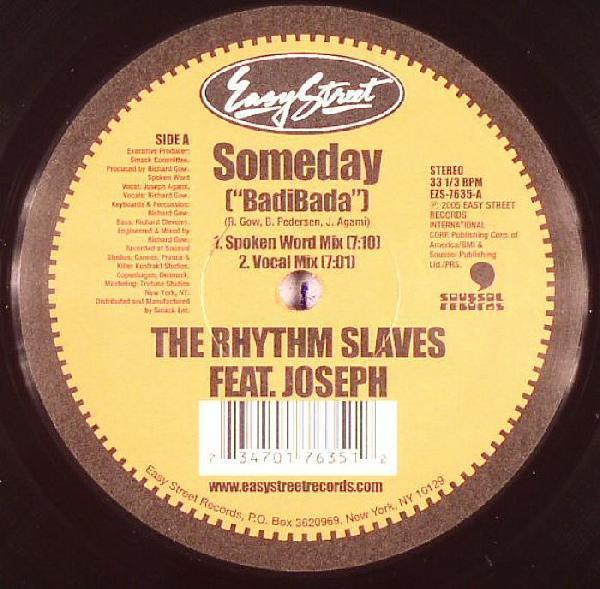 Easy Street
SIDE A
Executive Producer:
Smack Committee.
Produced by Richard Gow.
Spoken Word
Vocal: Joseph Agami.
Vocals: Richard Gow.
Keyboards & Percussion:
Richard Gow.
Bass: Richard Clevers.
Engineered & Mixed by
Richard Gow.
Recorded at Soussol
Studios, Cannes, France &
Killer Kontrakt Studios,
Copenhagen, Denmark.
Mastering: Trutone Studios
New York, NY.
Distributed and Manufactured
by Smack Ent.
Someday
("BadiBada")
(R. Gow, B. Pedersen, J. Agami)
1. Spoken Word Mix (7:10)
2. Vocal Mix (7:01)
STEREO
33 1/3 RPM
EZS-7635-A
℗ 2005 EASY STREET
RECORDS
INTERNATIONAL
CORP. Publishing Corp. of
America/BMI &
Soussol Publishing
Ltd./PRS.
soussol
records
THE RHYTHM SLAVES
FEAT. JOSEPH
7 34701 76351 2
www.easystreetrecords.com
Easy Street Records, P.O. Box 3620969, New York, NY 10129